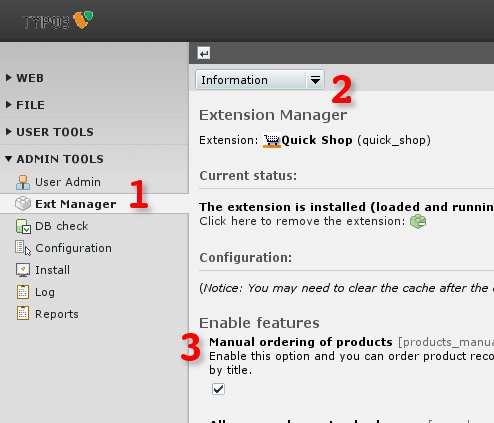 TYPO3
WEB
FILE
USER TOOLS
ADMIN TOOLS
User Admin
Ext Manager 1
DB check
Configuration
Install
Log
Reports
Information 2
Extension Manager
Extension: Quick Shop (quick_shop)
Current status:
The extension is installed (loaded and runnin
Click here to remove the extension:
Configuration:
(Notice: You may need to clear the cache after the
Enable features
3 Manual ordering of products [products_manua
Enable this option and you can order product reco
by title.